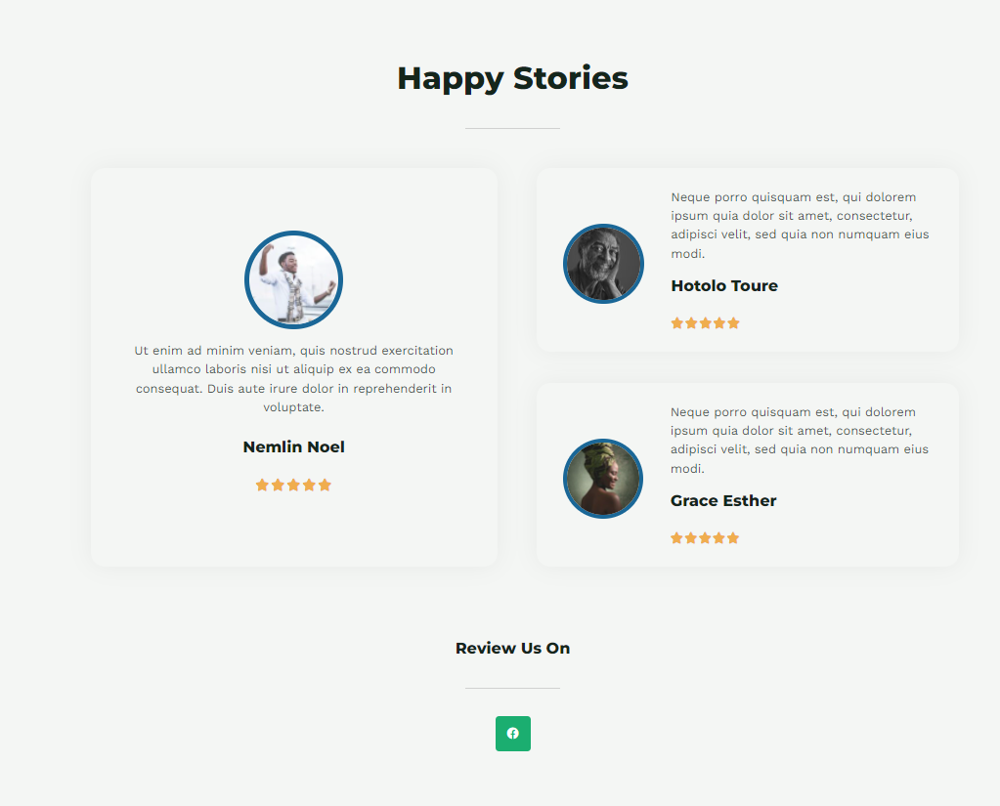 Happy Stories
Ut enim ad minim veniam, quis nostrud exercitation
ullamco laboris nisi ut aliquip ex ea commodo
consequat. Duis aute irure dolor in reprehenderit in
voluptate.
Nemlin Noel
Neque porro quisquam est, qui dolorem
ipsum quia dolor sit amet, consectetur,
adipisci velit, sed quia non numquam eius
modi.
Hotolo Toure
Neque porro quisquam est, qui dolorem
ipsum quia dolor sit amet, consectetur,
adipisci velit, sed quia non numquam eius
modi.
Grace Esther
Review Us On